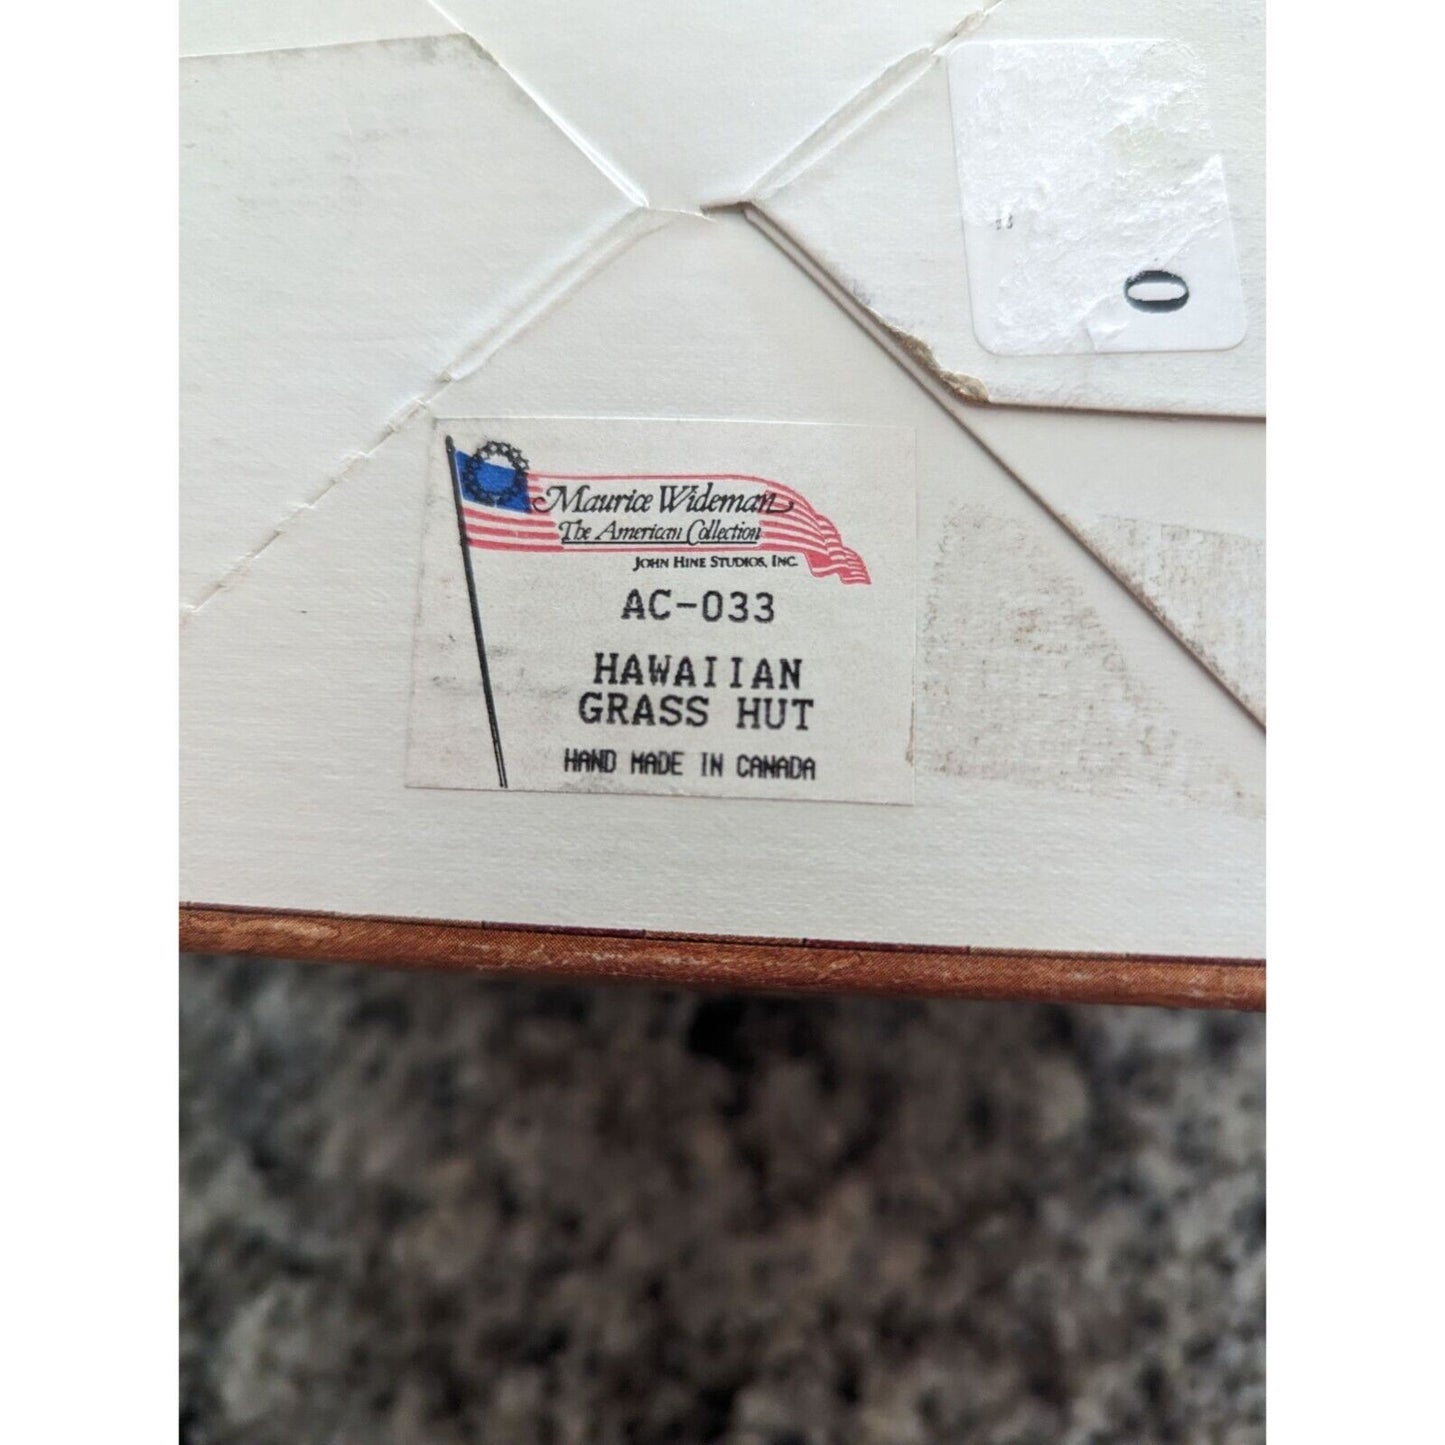 0
Maurice Wideman
The American Collection
JOHN HINE STUDIOS, INC.
AC-033
HAWAIIAN
GRASS HUT
HAND MADE IN CANADA